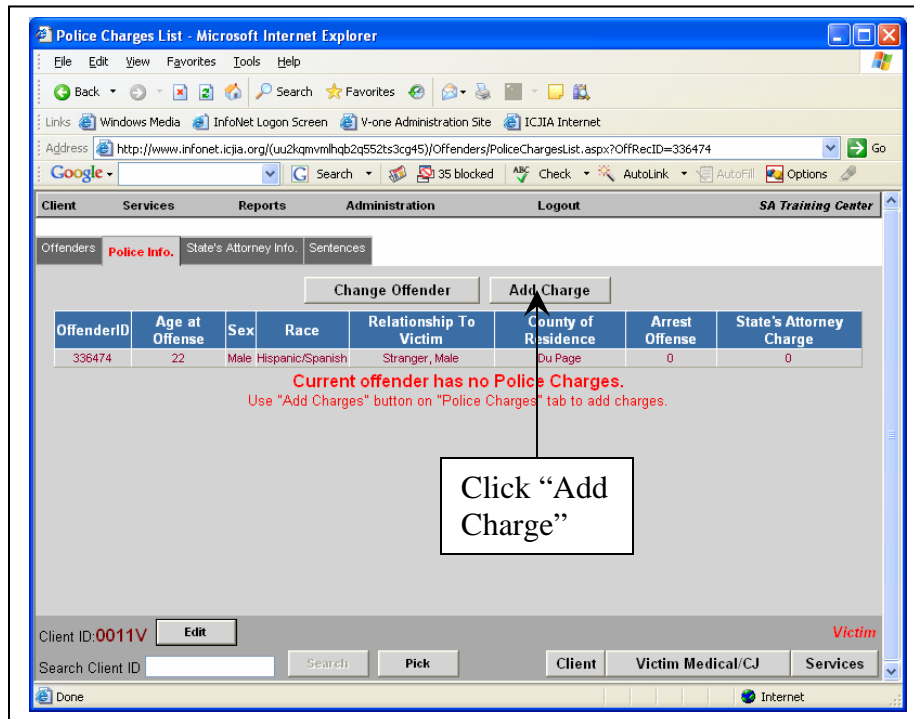 Police Charges List - Microsoft Internet Explorer
File Edit View Favorites Tools Help
Back Search Favorites
Links Windows Media InfoNet Logon Screen V-one Administration Site ICJIA Internet
Address http://www.infonet.icjia.org/(uu2kqmvmlhqb2q552ts3cg45)/Offenders/PoliceChargesList.aspx?OffRecID=336474 Go
Google Search 35 blocked ABC Check AutoLink AutoFill Options
Client Services Reports Administration Logout SA Training Center
Offenders Police Info. State's Attorney Info. Sentences
Change Offender Add Charge
OffenderID Age at Offense Sex Race Relationship To Victim County of Residence Arrest Offense State's Attorney Charge
336474 22 Male Hispanic/Spanish Stranger, Male Du Page 0 0
Current offender has no Police Charges.
Use "Add Charges" button on "Police Charges" tab to add charges.
Click “Add
Charge”
Client ID:0011V Edit Victim
Search Client ID Search Pick Client Victim Medical/CJ Services
Done Internet